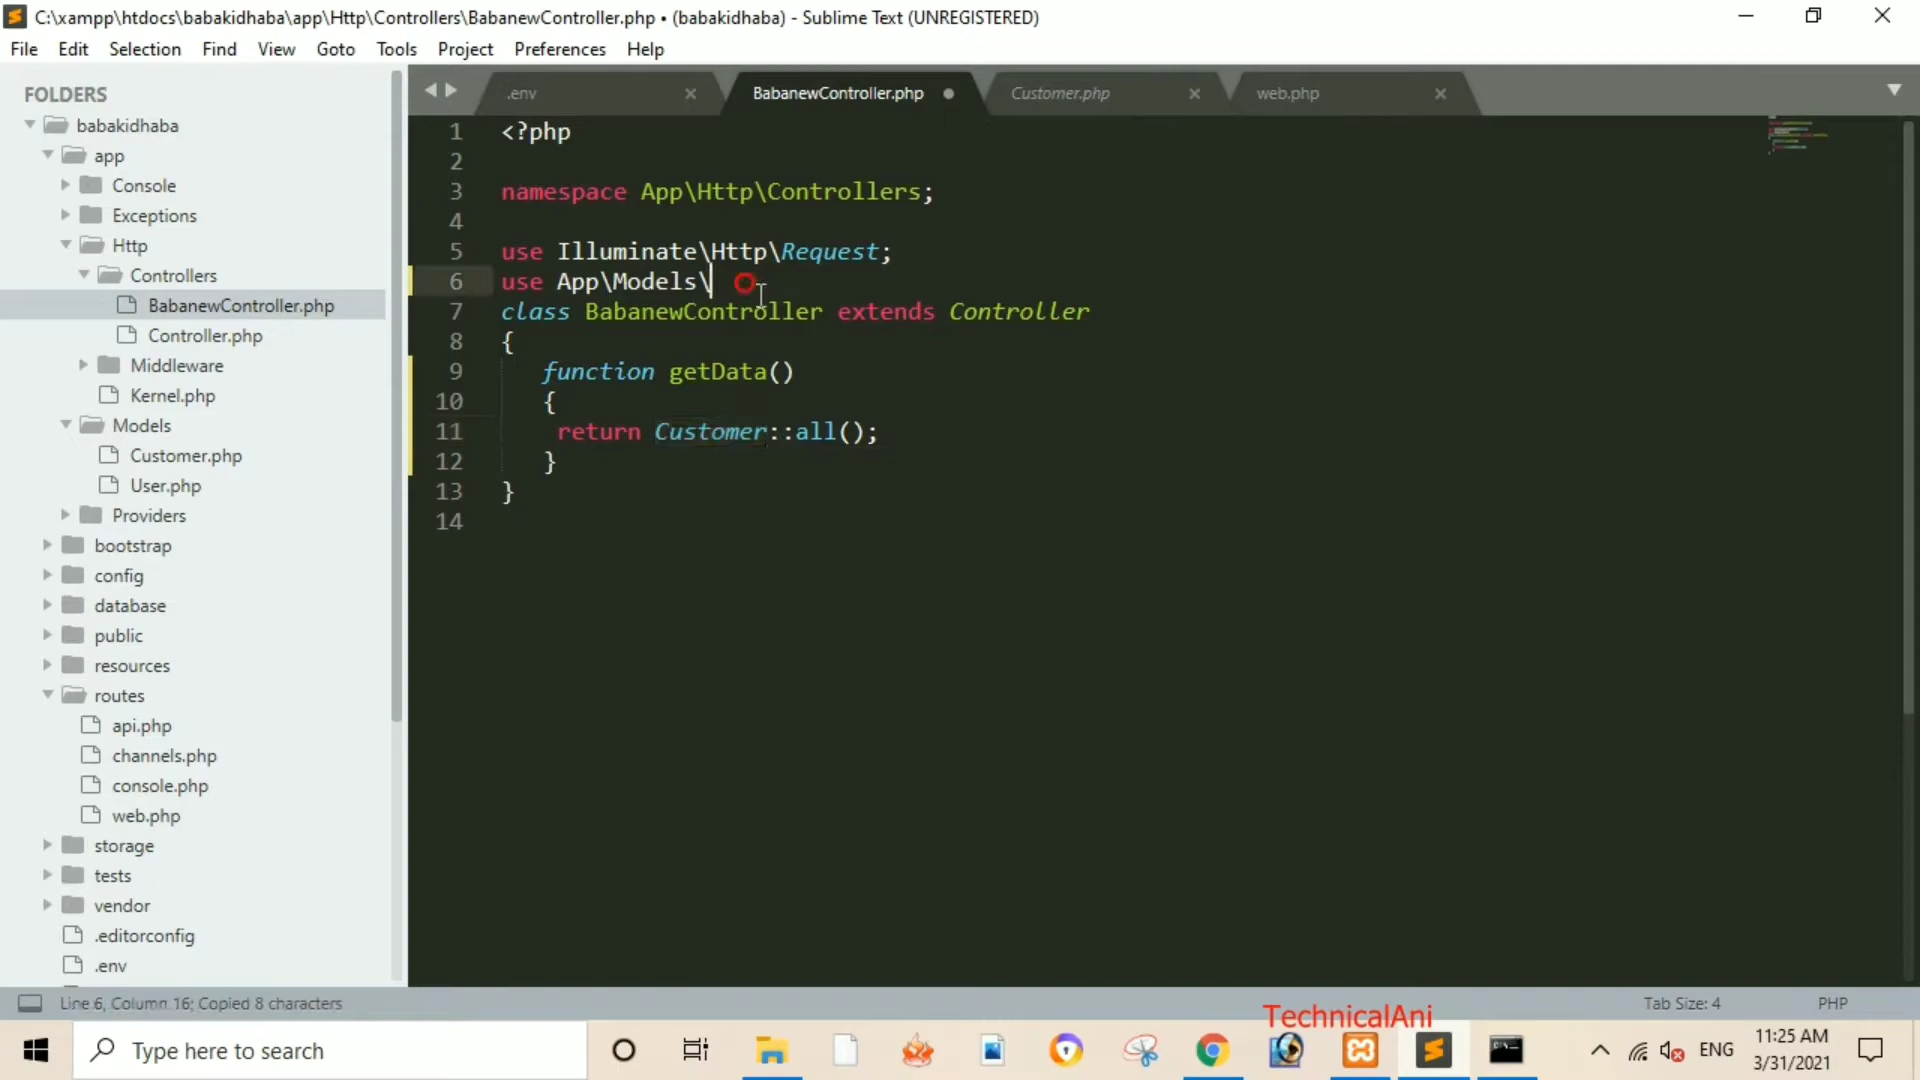 C:\xampp\htdocs\babakidhaba\app\Http\Controllers\BabanewController.php • (babakidhaba) - Sublime Text (UNREGISTERED)
File Edit Selection Find View Goto Tools Project Preferences Help
FOLDERS
babakidhaba
app
Console
Exceptions
Http
Controllers
BabanewController.php
Controller.php
Middleware
Kernel.php
Models
Customer.php
User.php
Providers
bootstrap
config
database
public
resources
routes
api.php
channels.php
console.php
web.php
storage
tests
vendor
.editorconfig
.env
.env BabanewController.php Customer.php web.php
1 <?php
2
3 namespace App\Http\Controllers;
4
5 use Illuminate\Http\Request;
6 use App\Models\
7 class BabanewController extends Controller
8 {
9 function getData()
10 {
11 return Customer::all();
12 }
13 }
14
Line 6, Column 16; Copied 8 characters
Tab Size: 4 PHP
TechnicalAni
Type here to search
ENG
11:25 AM
3/31/2021